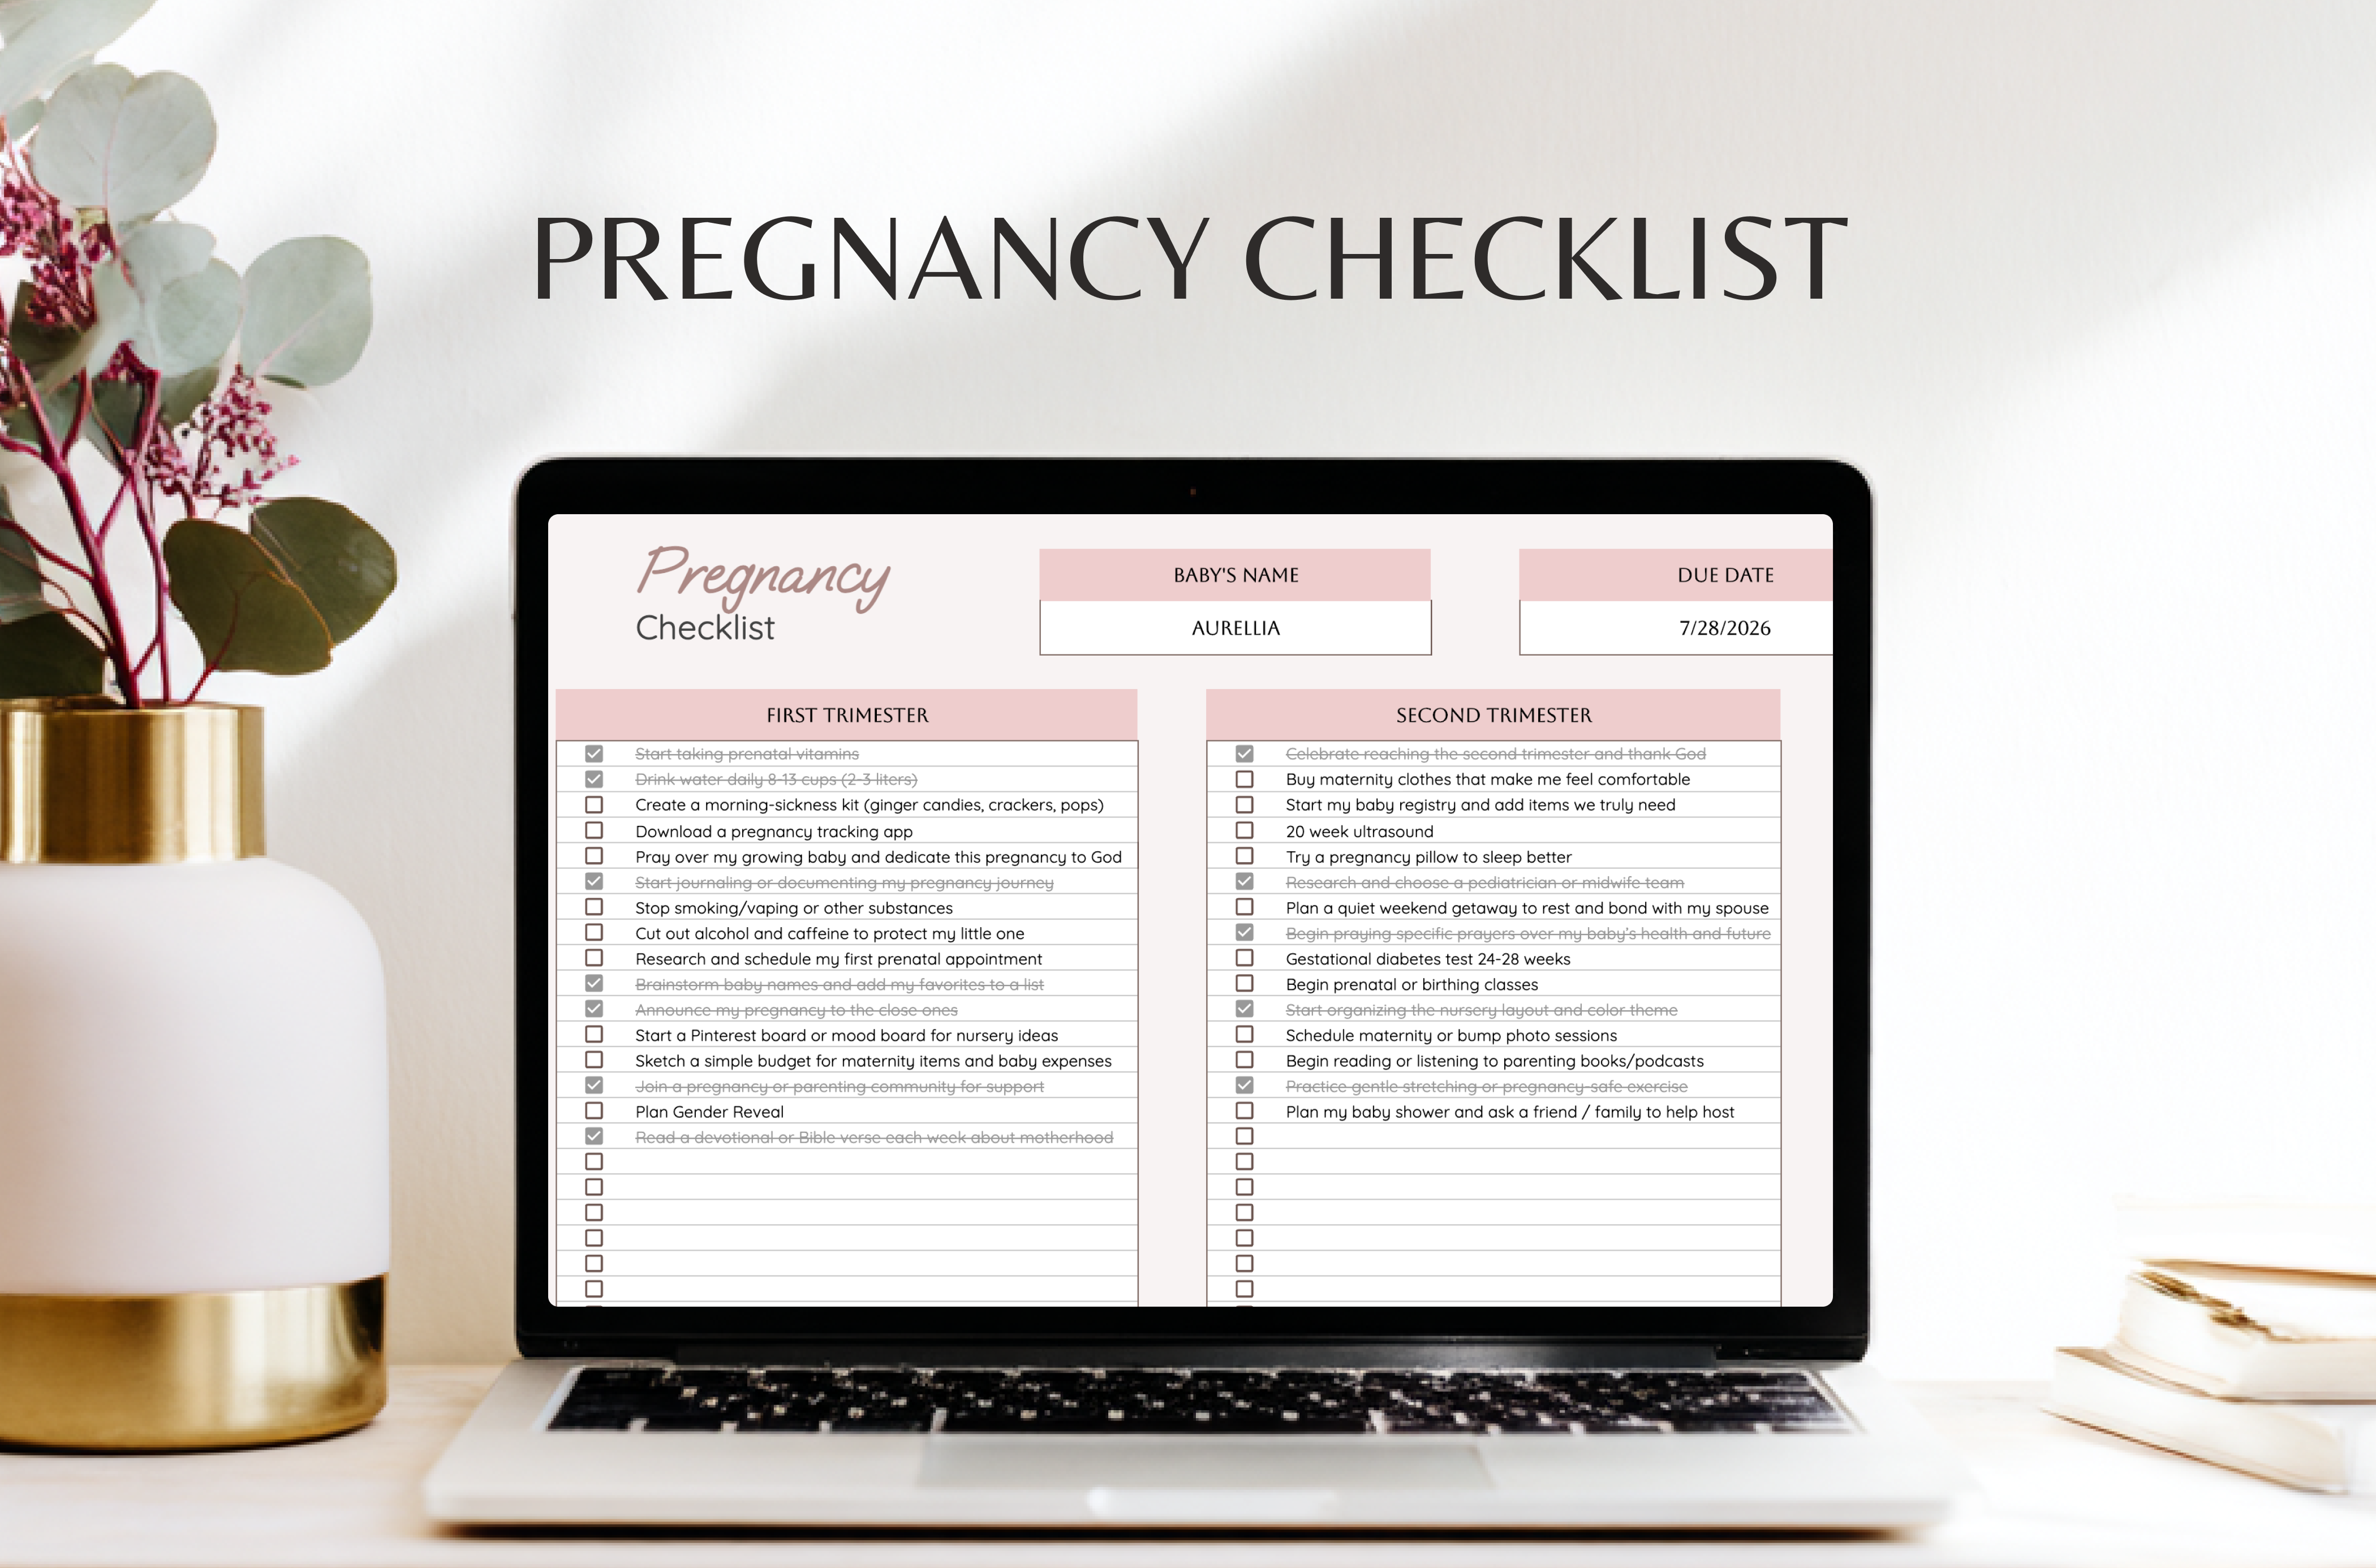 PREGNANCY CHECKLIST
Pregnancy
Checklist
BABY'S NAME
AURELLIA
DUE DATE
7/28/2026
FIRST TRIMESTER
Start taking prenatal vitamins
Drink water daily 8-13 cups (2-3 liters)
Create a morning-sickness kit (ginger candies, crackers, pops)
Download a pregnancy tracking app
Pray over my growing baby and dedicate this pregnancy to God
Start journaling or documenting my pregnancy journey
Stop smoking/vaping or other substances
Cut out alcohol and caffeine to protect my little one
Research and schedule my first prenatal appointment
Brainstorm baby names and add my favorites to a list
Announce my pregnancy to the close ones
Start a Pinterest board or mood board for nursery ideas
Sketch a simple budget for maternity items and baby expenses
Join a pregnancy or parenting community for support
Plan Gender Reveal
Read a devotional or Bible verse each week about motherhood
SECOND TRIMESTER
Celebrate reaching the second trimester and thank God
Buy maternity clothes that make me feel comfortable
Start my baby registry and add items we truly need
20 week ultrasound
Try a pregnancy pillow to sleep better
Research and choose a pediatrician or midwife team
Plan a quiet weekend getaway to rest and bond with my spouse
Begin praying specific prayers over my baby's health and future
Gestational diabetes test 24-28 weeks
Begin prenatal or birthing classes
Start organizing the nursery layout and color theme
Schedule maternity or bump photo sessions
Begin reading or listening to parenting books/podcasts
Practice gentle stretching or pregnancy-safe exercise
Plan my baby shower and ask a friend / family to help host